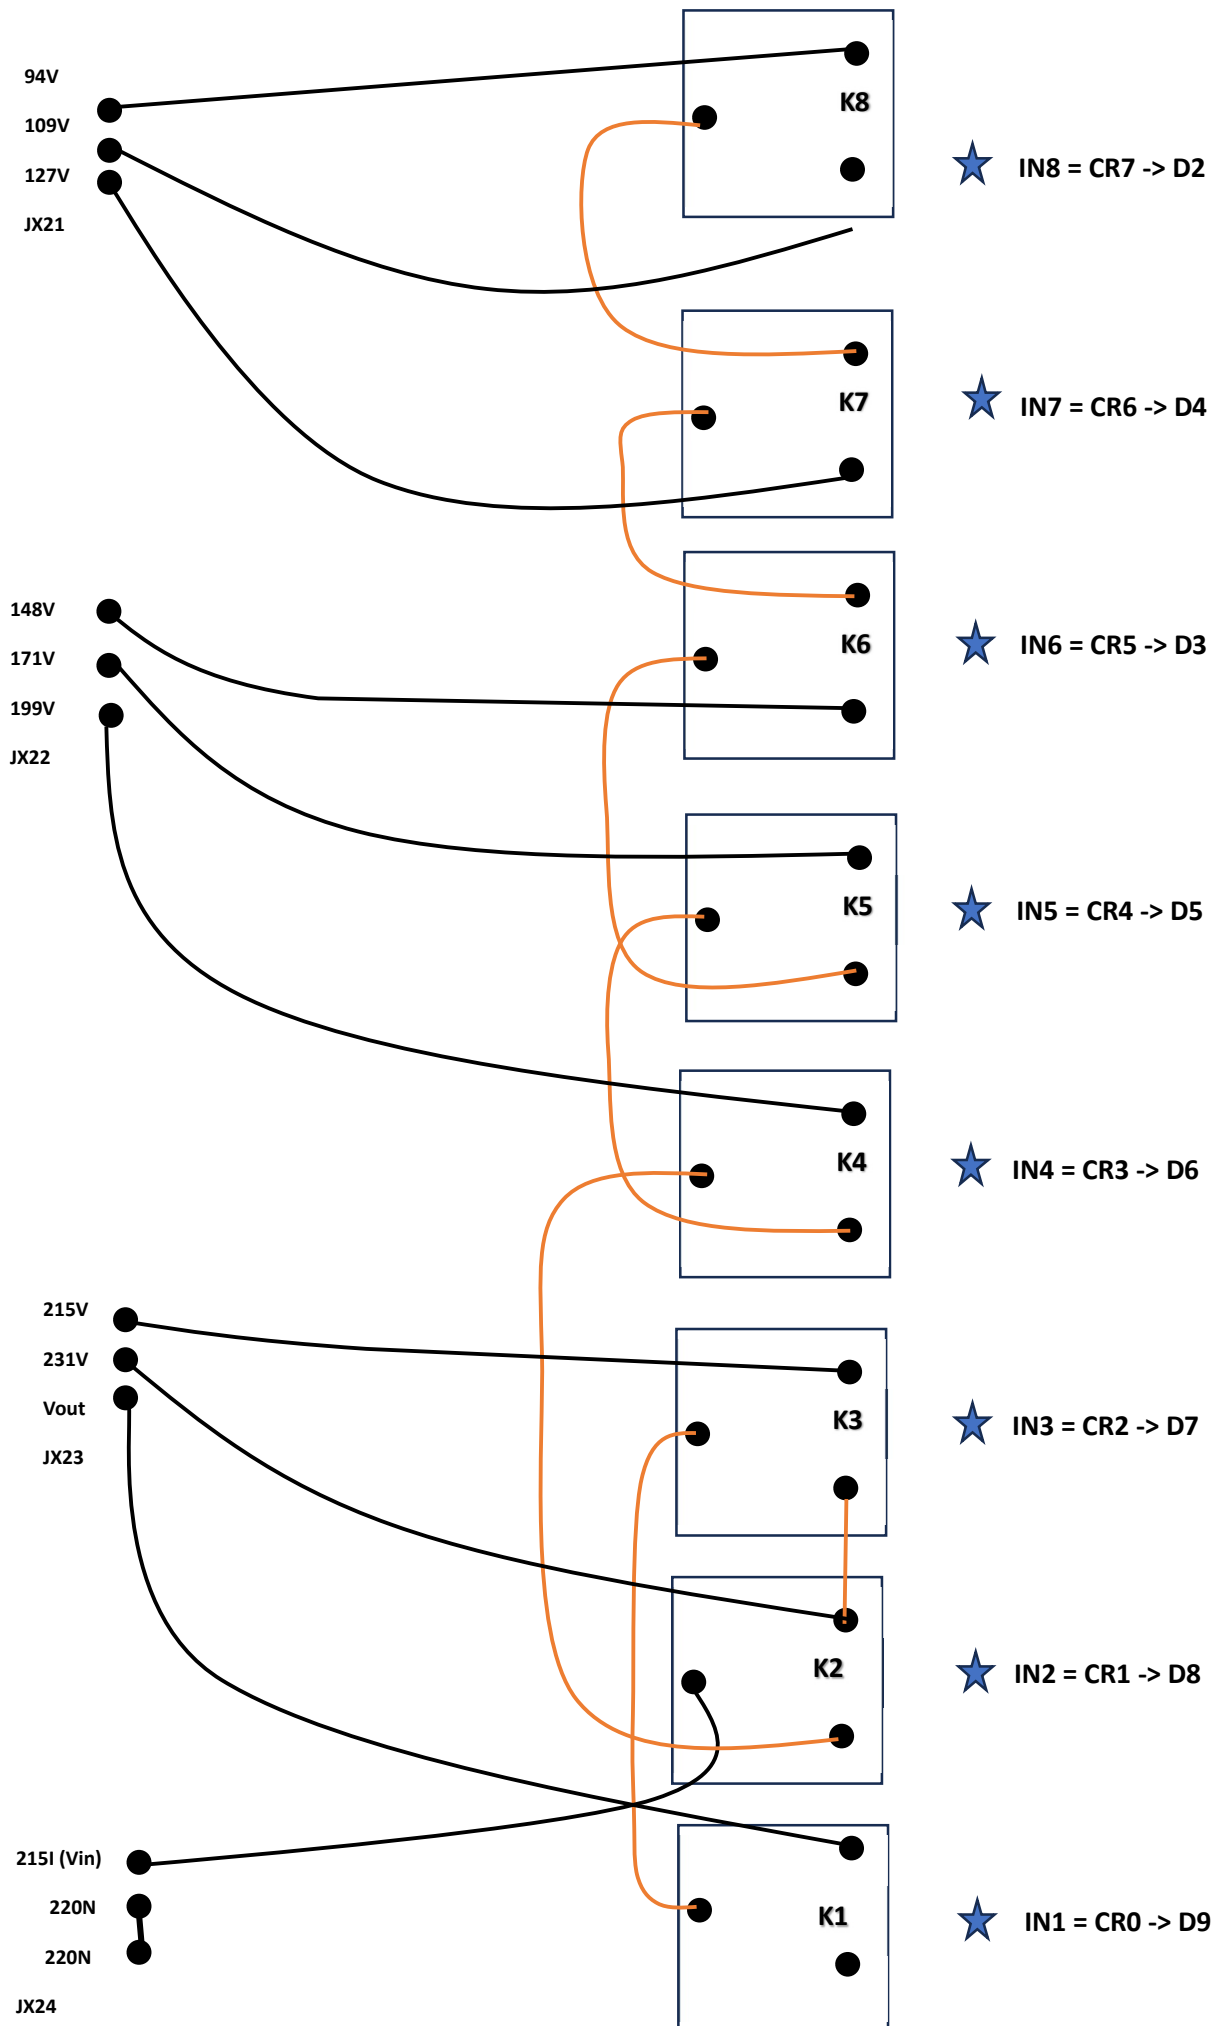 94V
K8
109V
IN8 = CR7 -> D2
127V
JX21
K7
IN7 = CR6 -> D4
148V
K6
IN6 = CR5 -> D3
171V
199V
JX22
K5
IN5 = CR4 -> D5
K4
IN4 = CR3 -> D6
215V
231V
Vout
K3
IN3 = CR2 -> D7
JX23
K2
IN2 = CR1 -> D8
215I (Vin)
220N
K1
IN1 = CR0 -> D9
220N
JX24